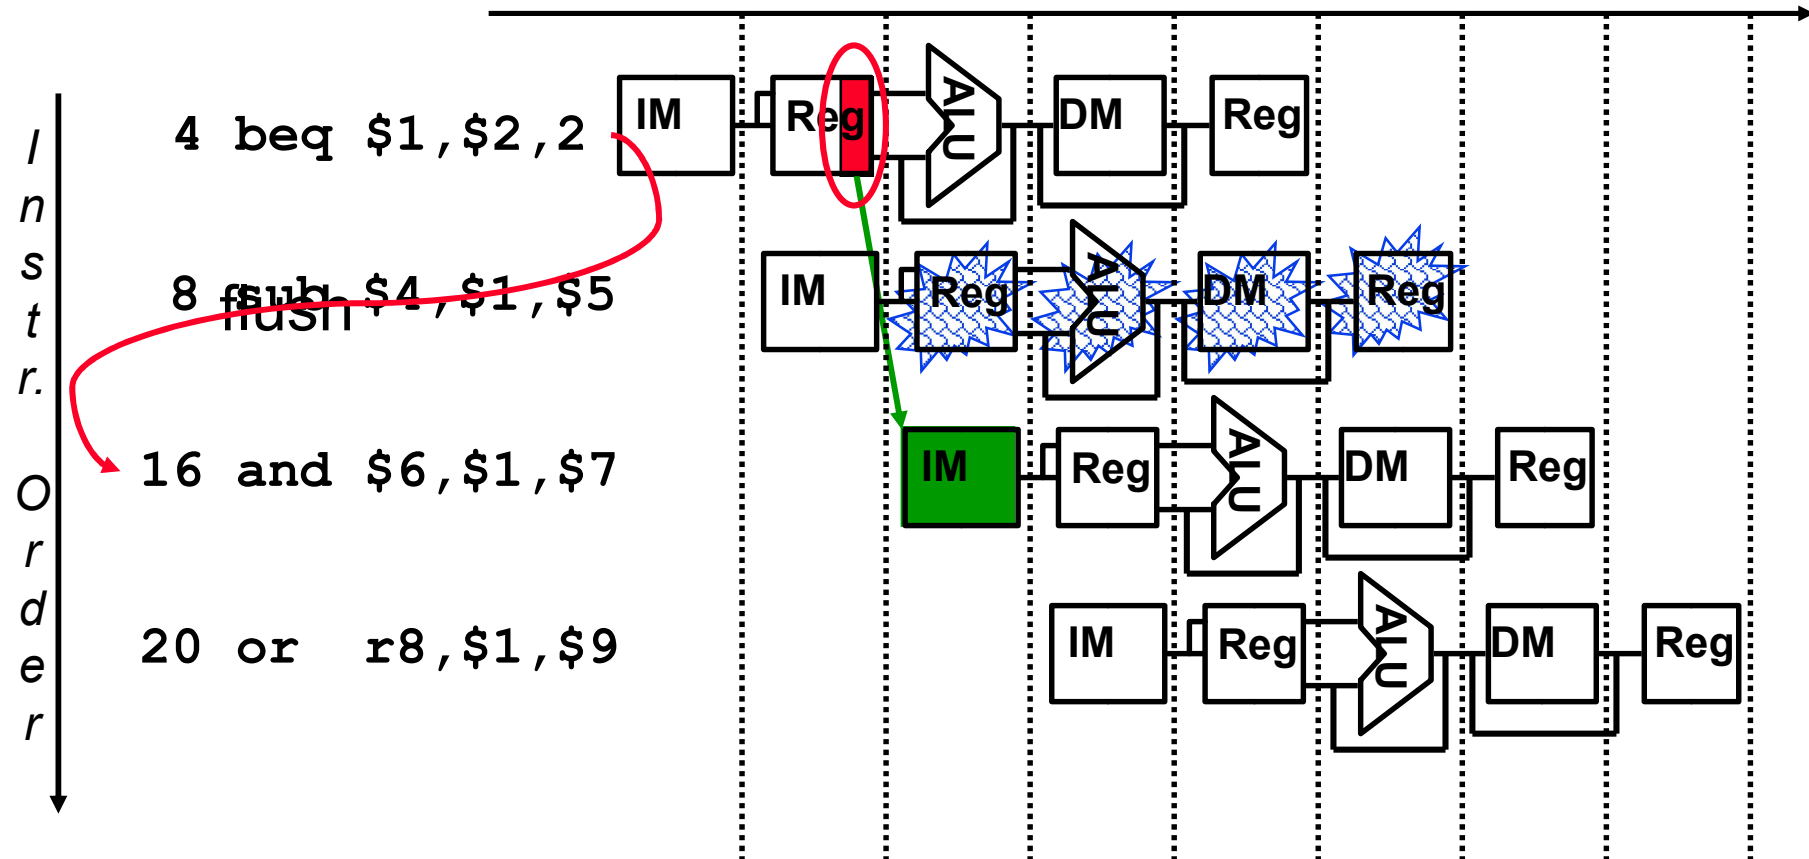 Instr. Order
4 beq $1,$2,2
IM Reg ALU DM Reg
8 sub $4,$1,$5
flush
IM Reg ALU DM Reg
16 and $6,$1,$7
IM Reg ALU DM Reg
20 or r8,$1,$9
IM Reg ALU DM Reg